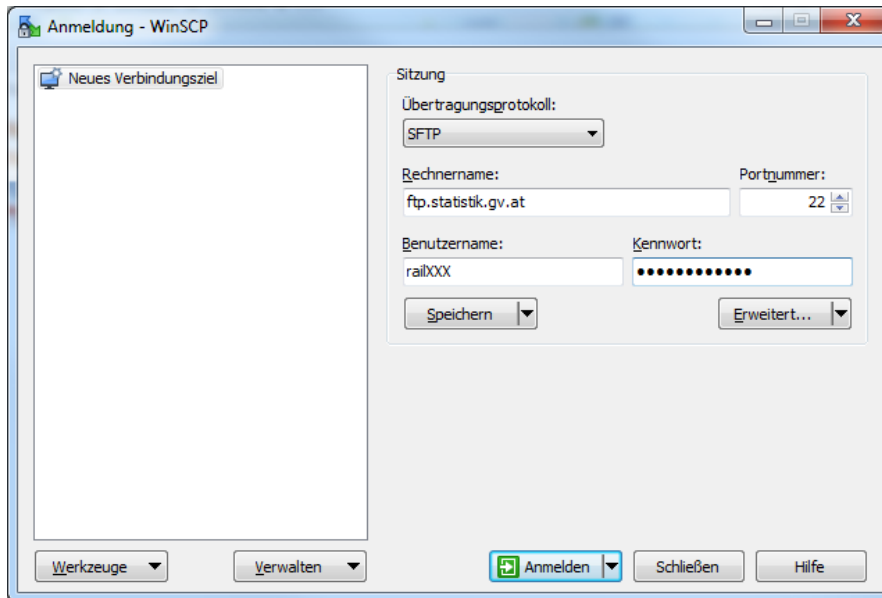 Anmeldung - WinSCP
Neues Verbindungsziel
Sitzung
Übertragungsprotokoll:
SFTP
Rechnername:
Portnummer:
ftp.statistik.gv.at
22
Benutzername:
Kennwort:
railXXX
●●●●●●●●●●●●
Speichern
Erweitert...
Werkzeuge
Verwalten
Anmelden
Schließen
Hilfe